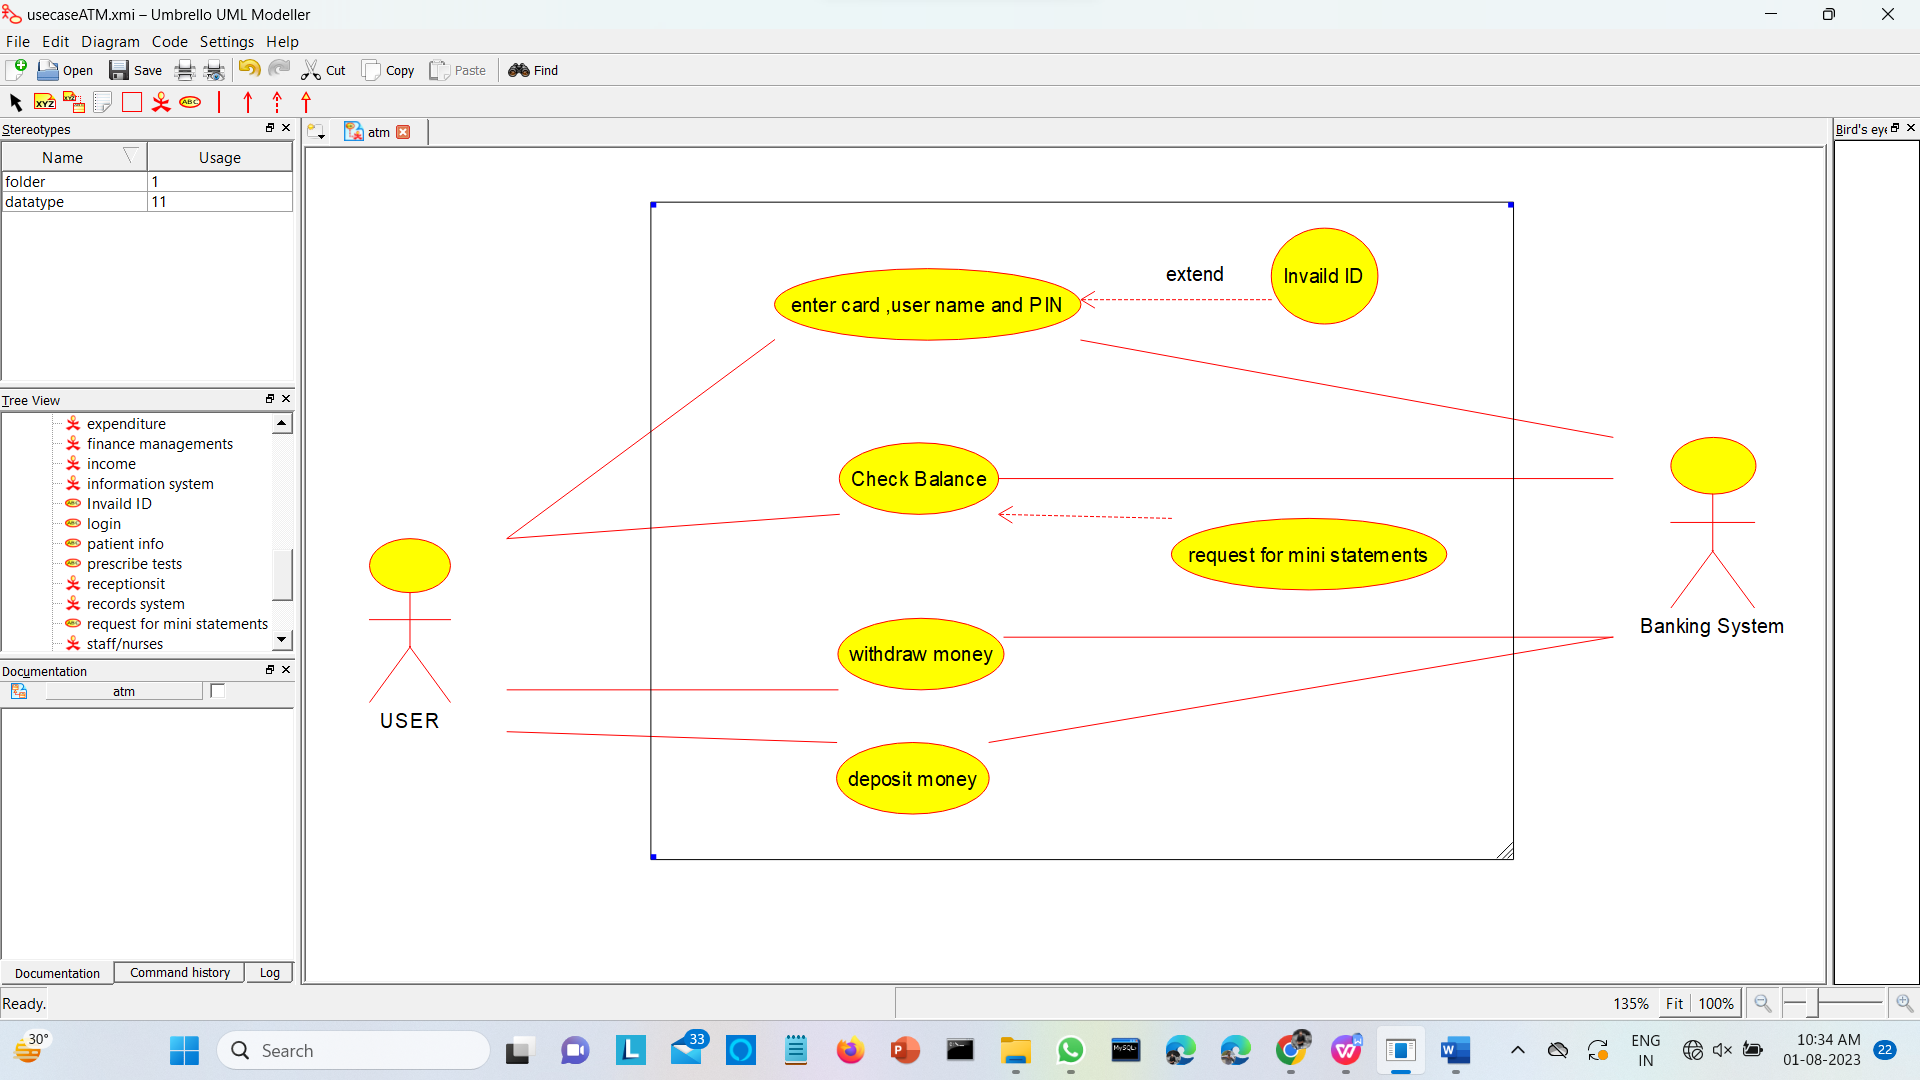 usecaseATM.xmi – Umbrello UML Modeller
File Edit Diagram Code Settings Help
Open Save Cut Copy Paste Find
XYZ XYZ ABC
Stereotypes
Name Usage
folder 1
datatype 11
Tree View
expenditure
finance managements
income
information system
Invaild ID
login
patient info
prescribe tests
receptionsit
records system
request for mini statements
staff/nurses
Documentation
atm
Documentation Command history Log
atm
Bird's eye
extend
Invaild ID
enter card ,user name and PIN
Check Balance
request for mini statements
withdraw money
deposit money
USER
Banking System
Ready.
135% Fit 100%
30°
Search
33
ENG
IN
10:34 AM
01-08-2023
22